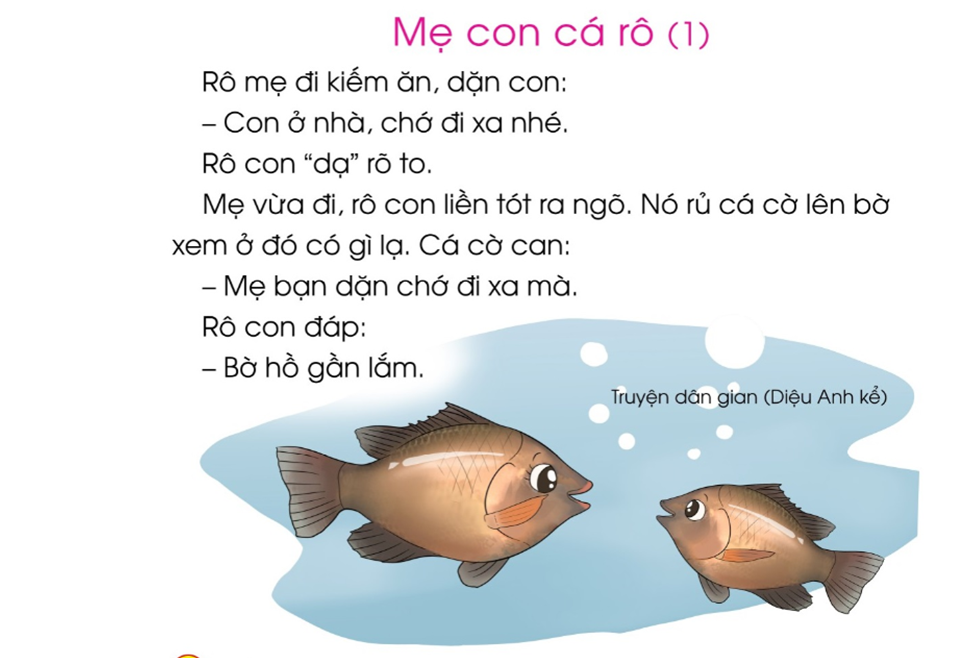 Mẹ con cá rô (1)
Rô mẹ đi kiếm ăn, dặn con:
– Con ở nhà, chớ đi xa nhé.
Rô con “dạ” rõ to.
Mẹ vừa đi, rô con liền tót ra ngõ. Nó rủ cá cờ lên bờ
xem ở đó có gì lạ. Cá cờ can:
– Mẹ bạn dặn chớ đi xa mà.
Rô con đáp:
– Bờ hồ gần lắm.
Truyện dân gian (Diệu Anh kể)